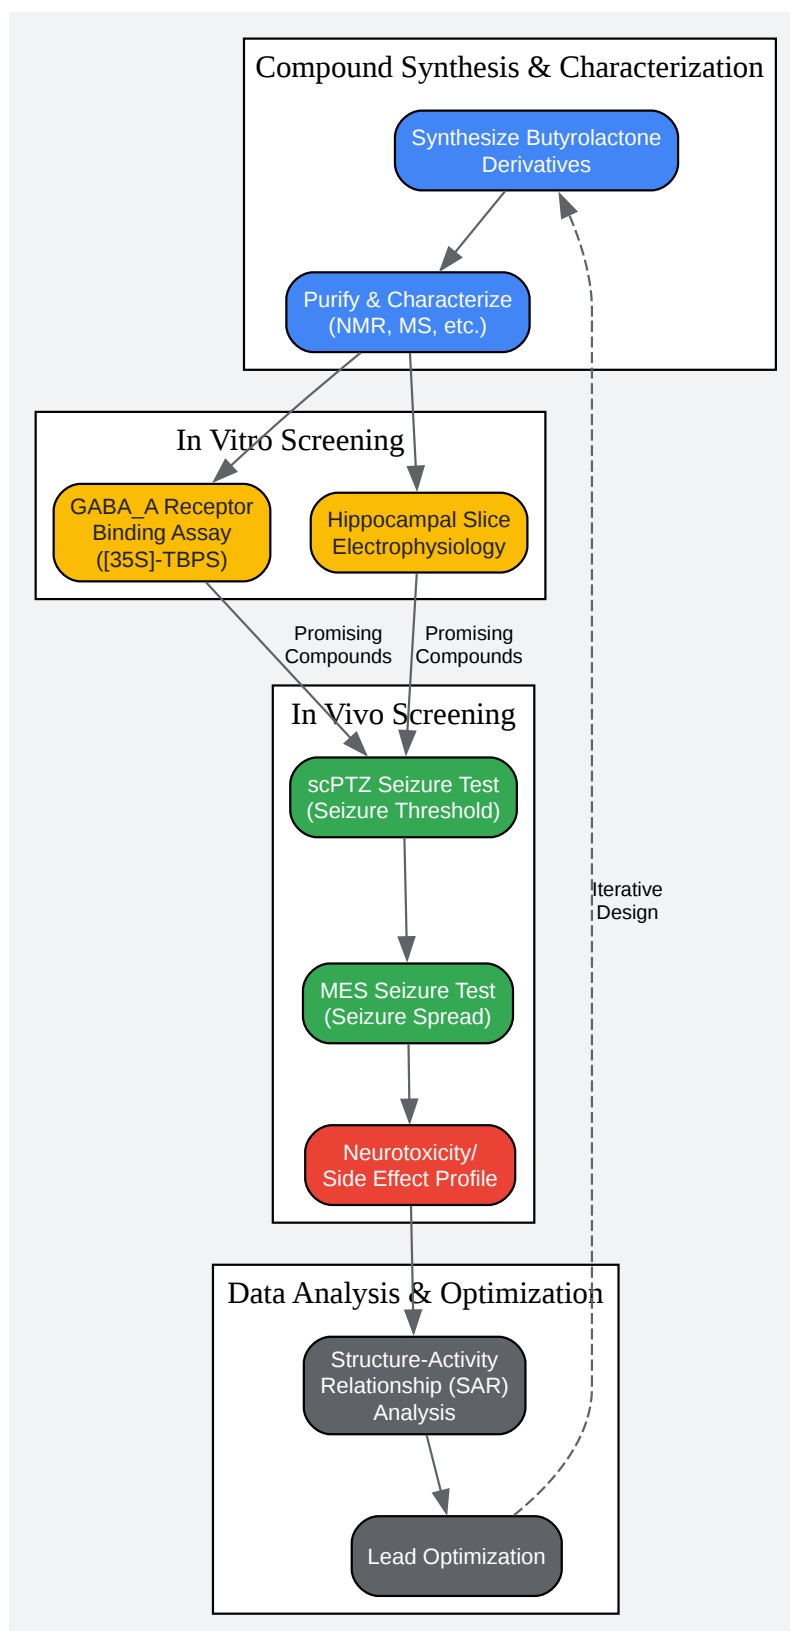 Compound Synthesis & Characterization
Synthesize Butyrolactone
Derivatives
Purify & Characterize
(NMR, MS, etc.)
In Vitro Screening
GABA_A Receptor
Binding Assay
([35S]-TBPS)
Hippocampal Slice
Electrophysiology
Promising
Compounds
Promising
Compounds
In Vivo Screening
scPTZ Seizure Test
(Seizure Threshold)
Iterative
Design
MES Seizure Test
(Seizure Spread)
Neurotoxicity/
Side Effect Profile
Data Analysis & Optimization
Structure-Activity
Relationship (SAR)
Analysis
Lead Optimization